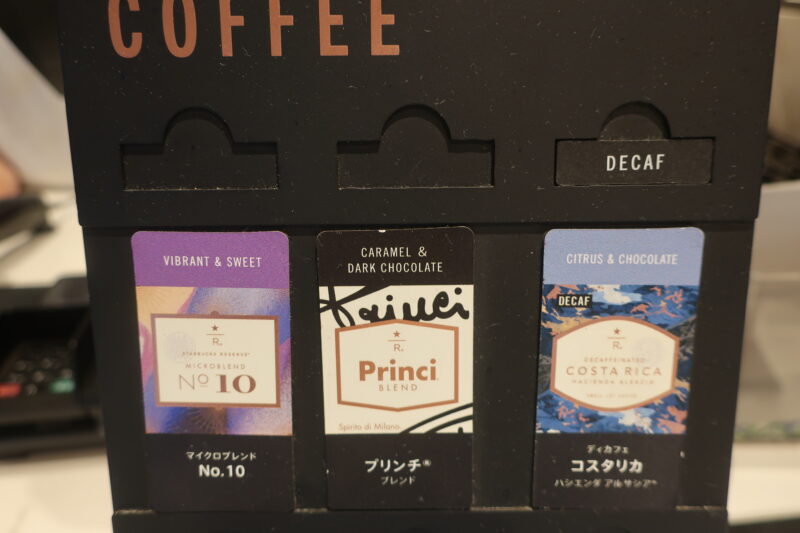 COFFEE
DECAF
VIBRANT & SWEET
★
R
STARBUCKS RESERVE®
MICROBLEND
Nº 10
マイクロブレンド
No.10
CARAMEL &
DARK CHOCOLATE
Princi
★
R
Princi
BLEND
Spirito di Milano
プリンチ®
ブレンド
CITRUS & CHOCOLATE
DECAF
★
R
DECAFFEINATED
COSTA RICA
HACIENDA ALSACIA
ディカフェ
コスタリカ
ハシエンダ アルサシア